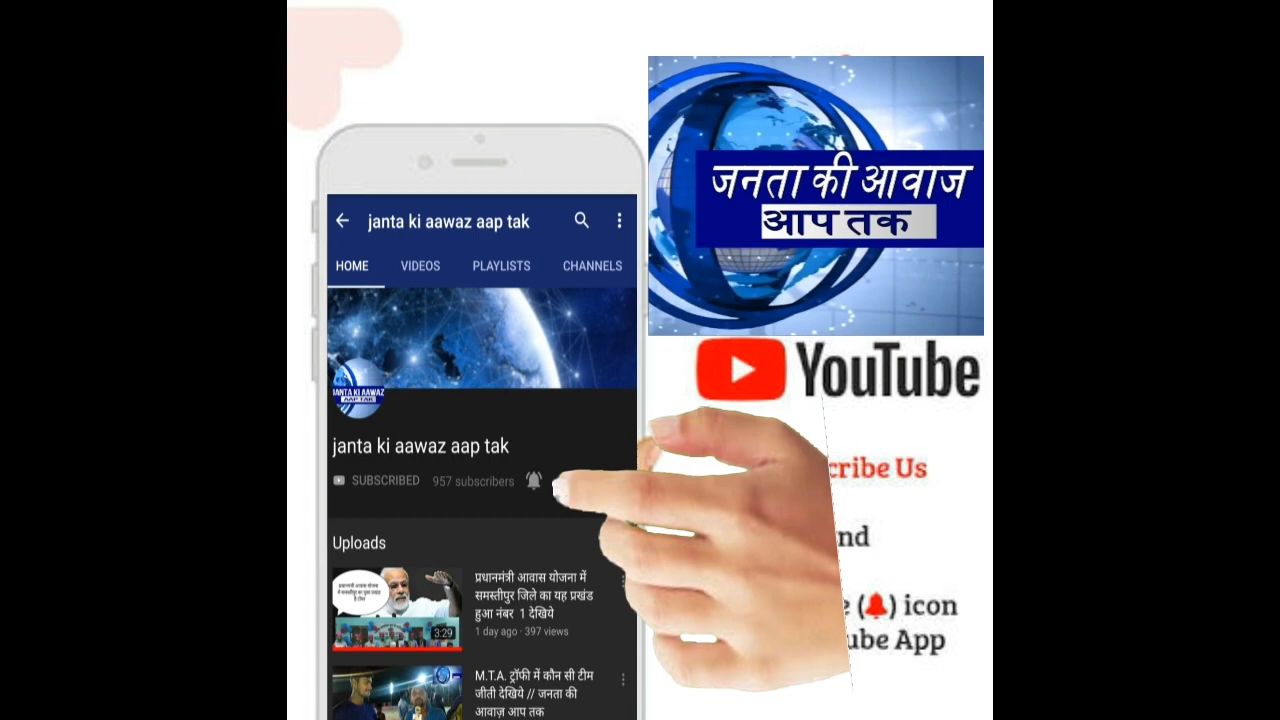 जनता की आवाज
आप तक
YouTube
janta ki aawaz aap tak
HOME VIDEOS PLAYLISTS CHANNELS
JANTA KI AAWAZ
AAP TAK
janta ki aawaz aap tak
SUBSCRIBED 957 subscribers
cribe Us
nd
e ( ) icon
ube App
Uploads
3:29
प्रधानमंत्री आवास योजना में
समस्तीपुर जिले का यह प्रखंड
हुआ नंबर 1 देखिये
1 day ago · 397 views
M.T.A. ट्रॉफी में कौन सी टीम
जीती देखिये // जनता की
आवाज़ आप तक